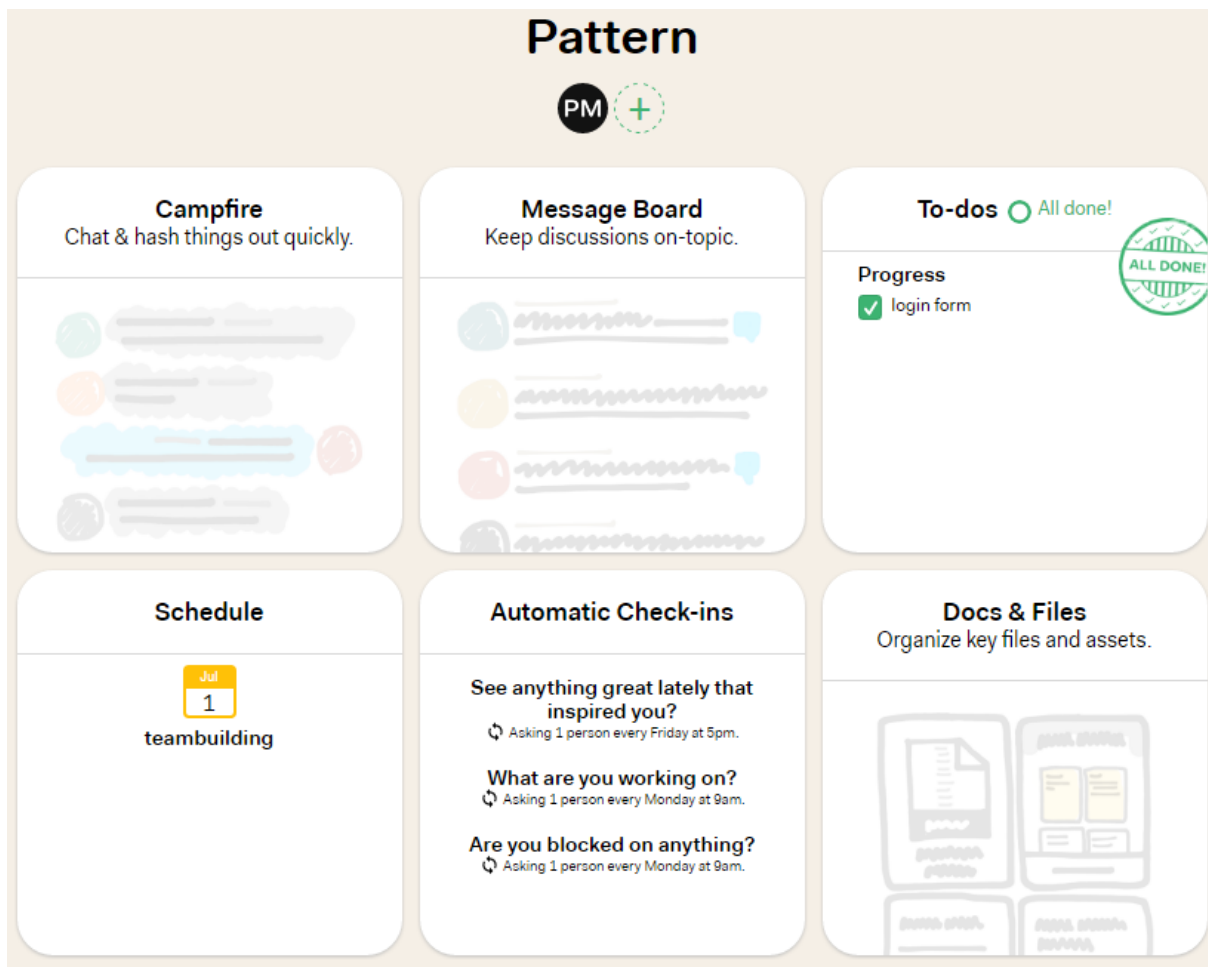 Pattern
PM +
Campfire
Chat & hash things out quickly.
Message Board
Keep discussions on-topic.
To-dos All done!
ALL DONE!
Progress
login form
Schedule
Jul
1
teambuilding
Automatic Check-ins
See anything great lately that
inspired you?
Asking 1 person every Friday at 5pm.
What are you working on?
Asking 1 person every Monday at 9am.
Are you blocked on anything?
Asking 1 person every Monday at 9am.
Docs & Files
Organize key files and assets.